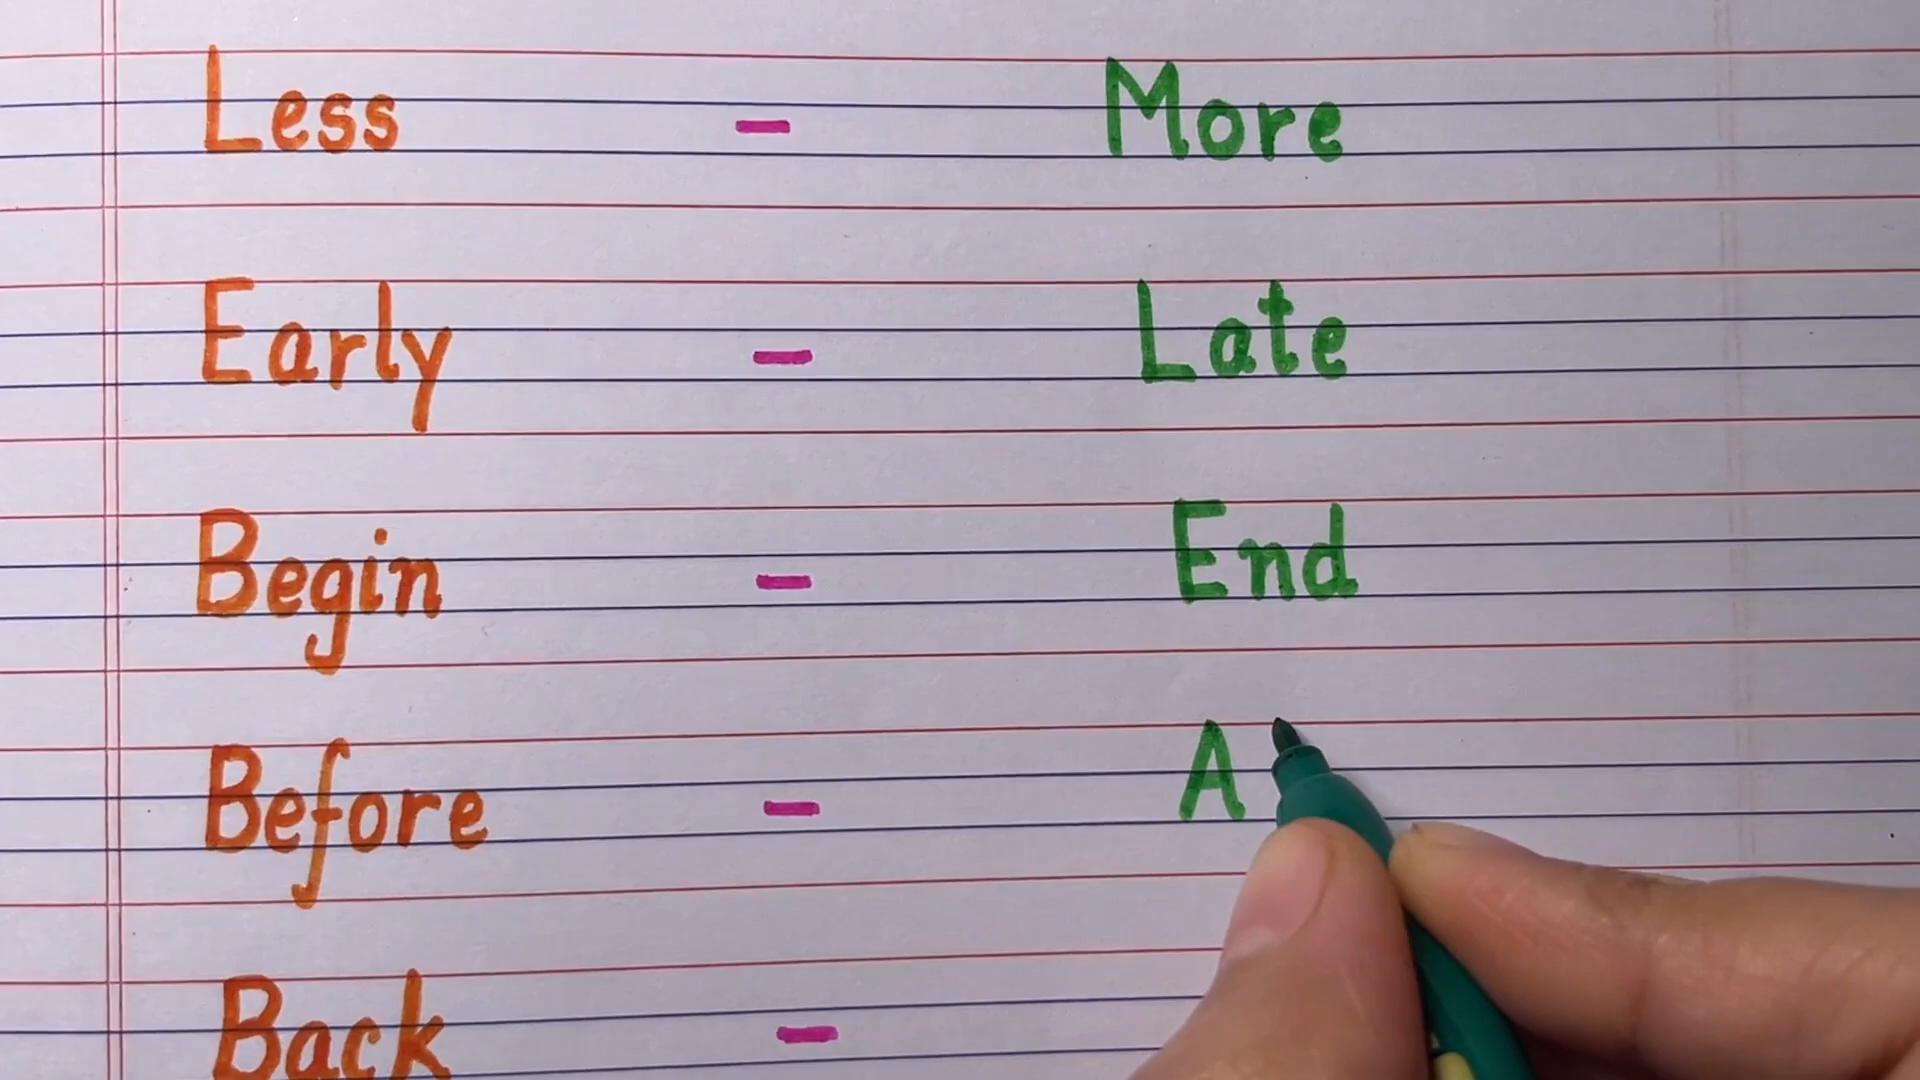 Less - More
Early - Late
Begin - End
Before - A
Back -